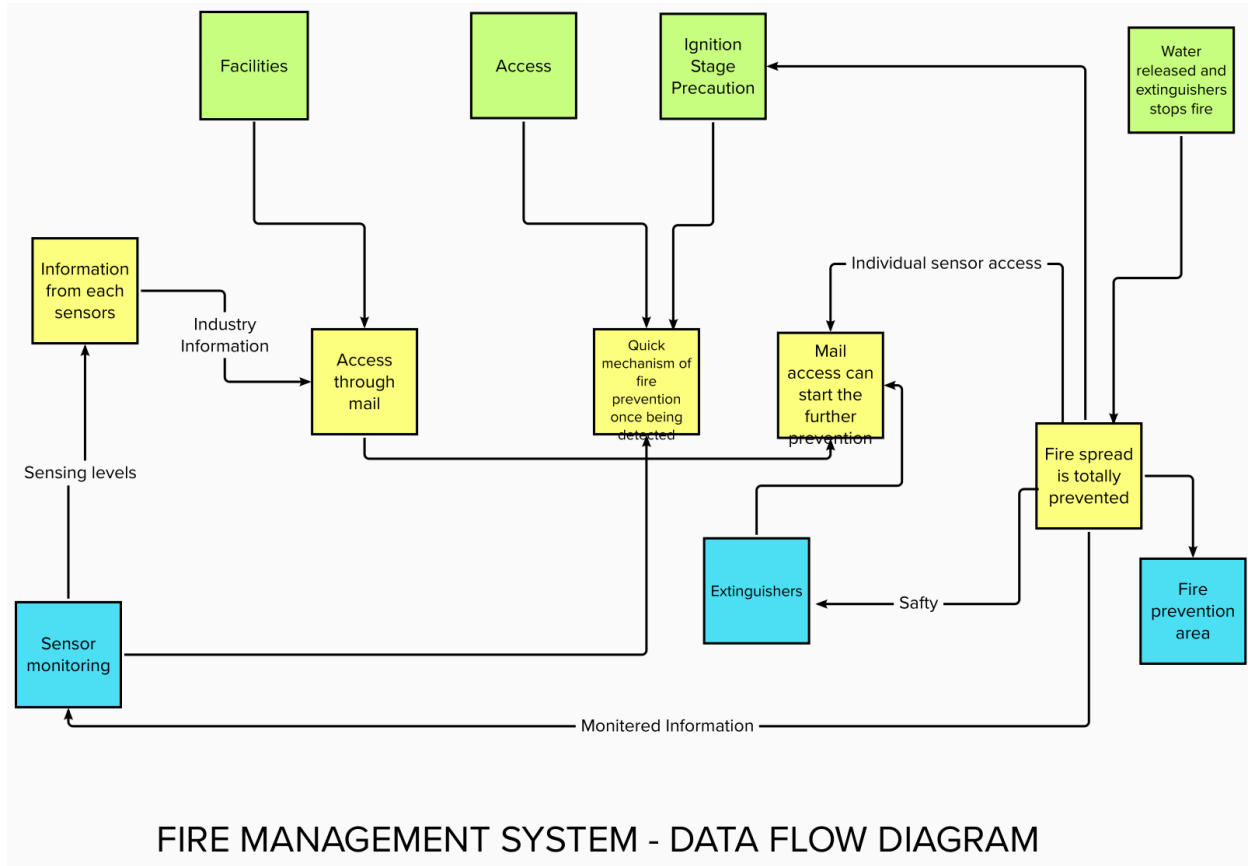 Facilities
Access
Ignition
Stage
Precaution
Water
released and
extinguishers
stops fire
Information
from each
sensors
Industry
Information
Access
through
mail
Quick
mechanism of
fire
prevention
once being
detected
Individual sensor access
Mail
access can
start the
further
prevention
Sensing levels
Fire spread
is totally
prevented
Extinguishers
Safty
Fire
prevention
area
Sensor
monitoring
Monitered Information
FIRE MANAGEMENT SYSTEM - DATA FLOW DIAGRAM